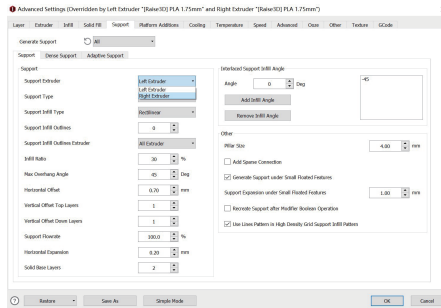 Advanced Settings (Overridden by Left Extruder "[Raise3D] PLA 1.75mm" and Right Extruder "[Raise3D] PLA 1.75mm")
Layer Extruder Infill Solid Fill Support Platform Additions Cooling Temperature Speed Advanced Ooze Other Texture GCode
Generate Support All
Support Dense Support Adaptive Support
Support
Support Extruder Left Extruder
Left Extruder
Right Extruder
Support Type
Support Infill Type Rectilinear
Support Infill Outlines 0
Support Infill Outlines Extruder All Extruder
Infill Ratio 30 %
Max Overhang Angle 45 Deg
Horizontal Offset 0.70 mm
Vertical Offset Top Layers 1
Vertical Offset Down Layers 1
Support Flowrate 100.0 %
Horizontal Expansion 0.20 mm
Solid Base Layers 2
Interfaced Support Infill Angle
Angle 0 Deg
-45
Add Infill Angle
Remove Infill Angle
Other
Pillar Size 4.00 mm
Add Sparse Connection
Generate Support under Small Floated Features
Support Expansion under Small Floated Features 1.00 mm
Recreate Support after Modifier Boolean Operation
Use Lines Pattern in High Density Grid Support Infill Pattern
? Restore Save As Simple Mode OK Cancel